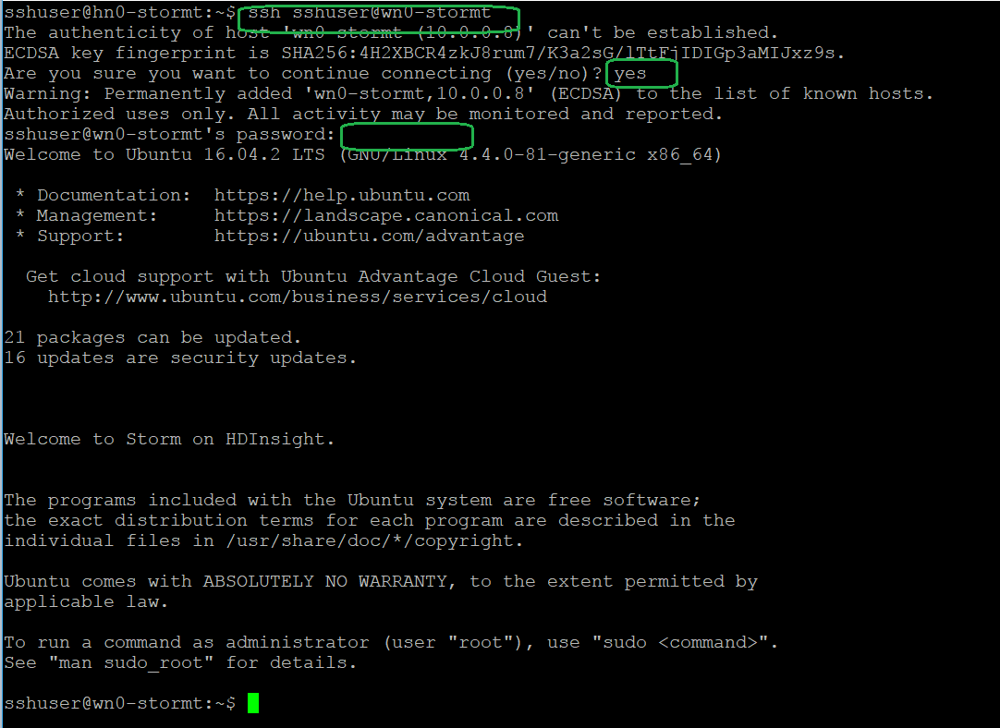 sshuser@hn0-stormt:~$ ssh sshuser@wn0-stormt
The authenticity of host 'wn0-stormt (10.0.0.8)' can't be established.
ECDSA key fingerprint is SHA256:4H2XBCR4zkJ8rum7/K3a2sG/lTtFjIDIGp3aMIJxz9s.
Are you sure you want to continue connecting (yes/no)? yes
Warning: Permanently added 'wn0-stormt,10.0.0.8' (ECDSA) to the list of known hosts.
Authorized uses only. All activity may be monitored and reported.
sshuser@wn0-stormt's password:
Welcome to Ubuntu 16.04.2 LTS (GNU/Linux 4.4.0-81-generic x86_64)
* Documentation:  https://help.ubuntu.com
* Management:     https://landscape.canonical.com
* Support:        https://ubuntu.com/advantage
Get cloud support with Ubuntu Advantage Cloud Guest:
http://www.ubuntu.com/business/services/cloud
21 packages can be updated.
16 updates are security updates.
Welcome to Storm on HDInsight.
The programs included with the Ubuntu system are free software;
the exact distribution terms for each program are described in the
individual files in /usr/share/doc/*/copyright.
Ubuntu comes with ABSOLUTELY NO WARRANTY, to the extent permitted by
applicable law.
To run a command as administrator (user "root"), use "sudo <command>".
See "man sudo_root" for details.
sshuser@wn0-stormt:~$